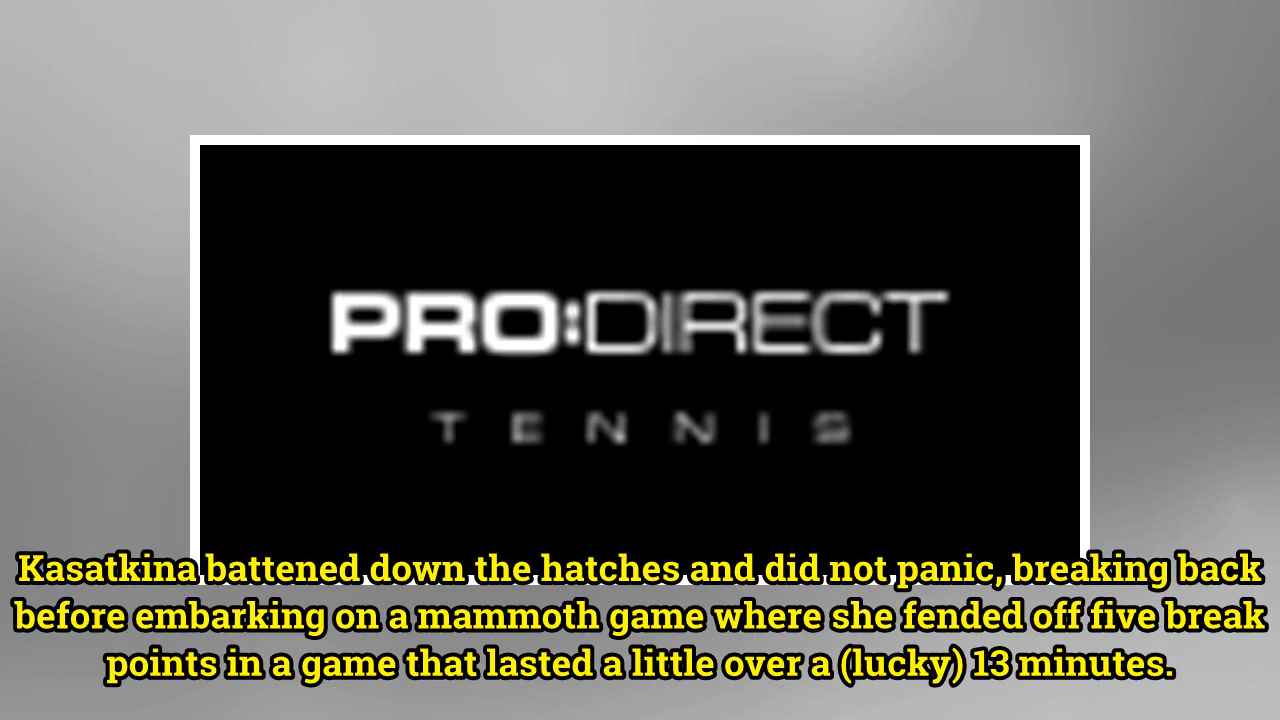 PRO:DIRECT
TENNIS
Kasatkina battened down the hatches and did not panic, breaking back
before embarking on a mammoth game where she fended off five break
points in a game that lasted a little over a (lucky) 13 minutes.